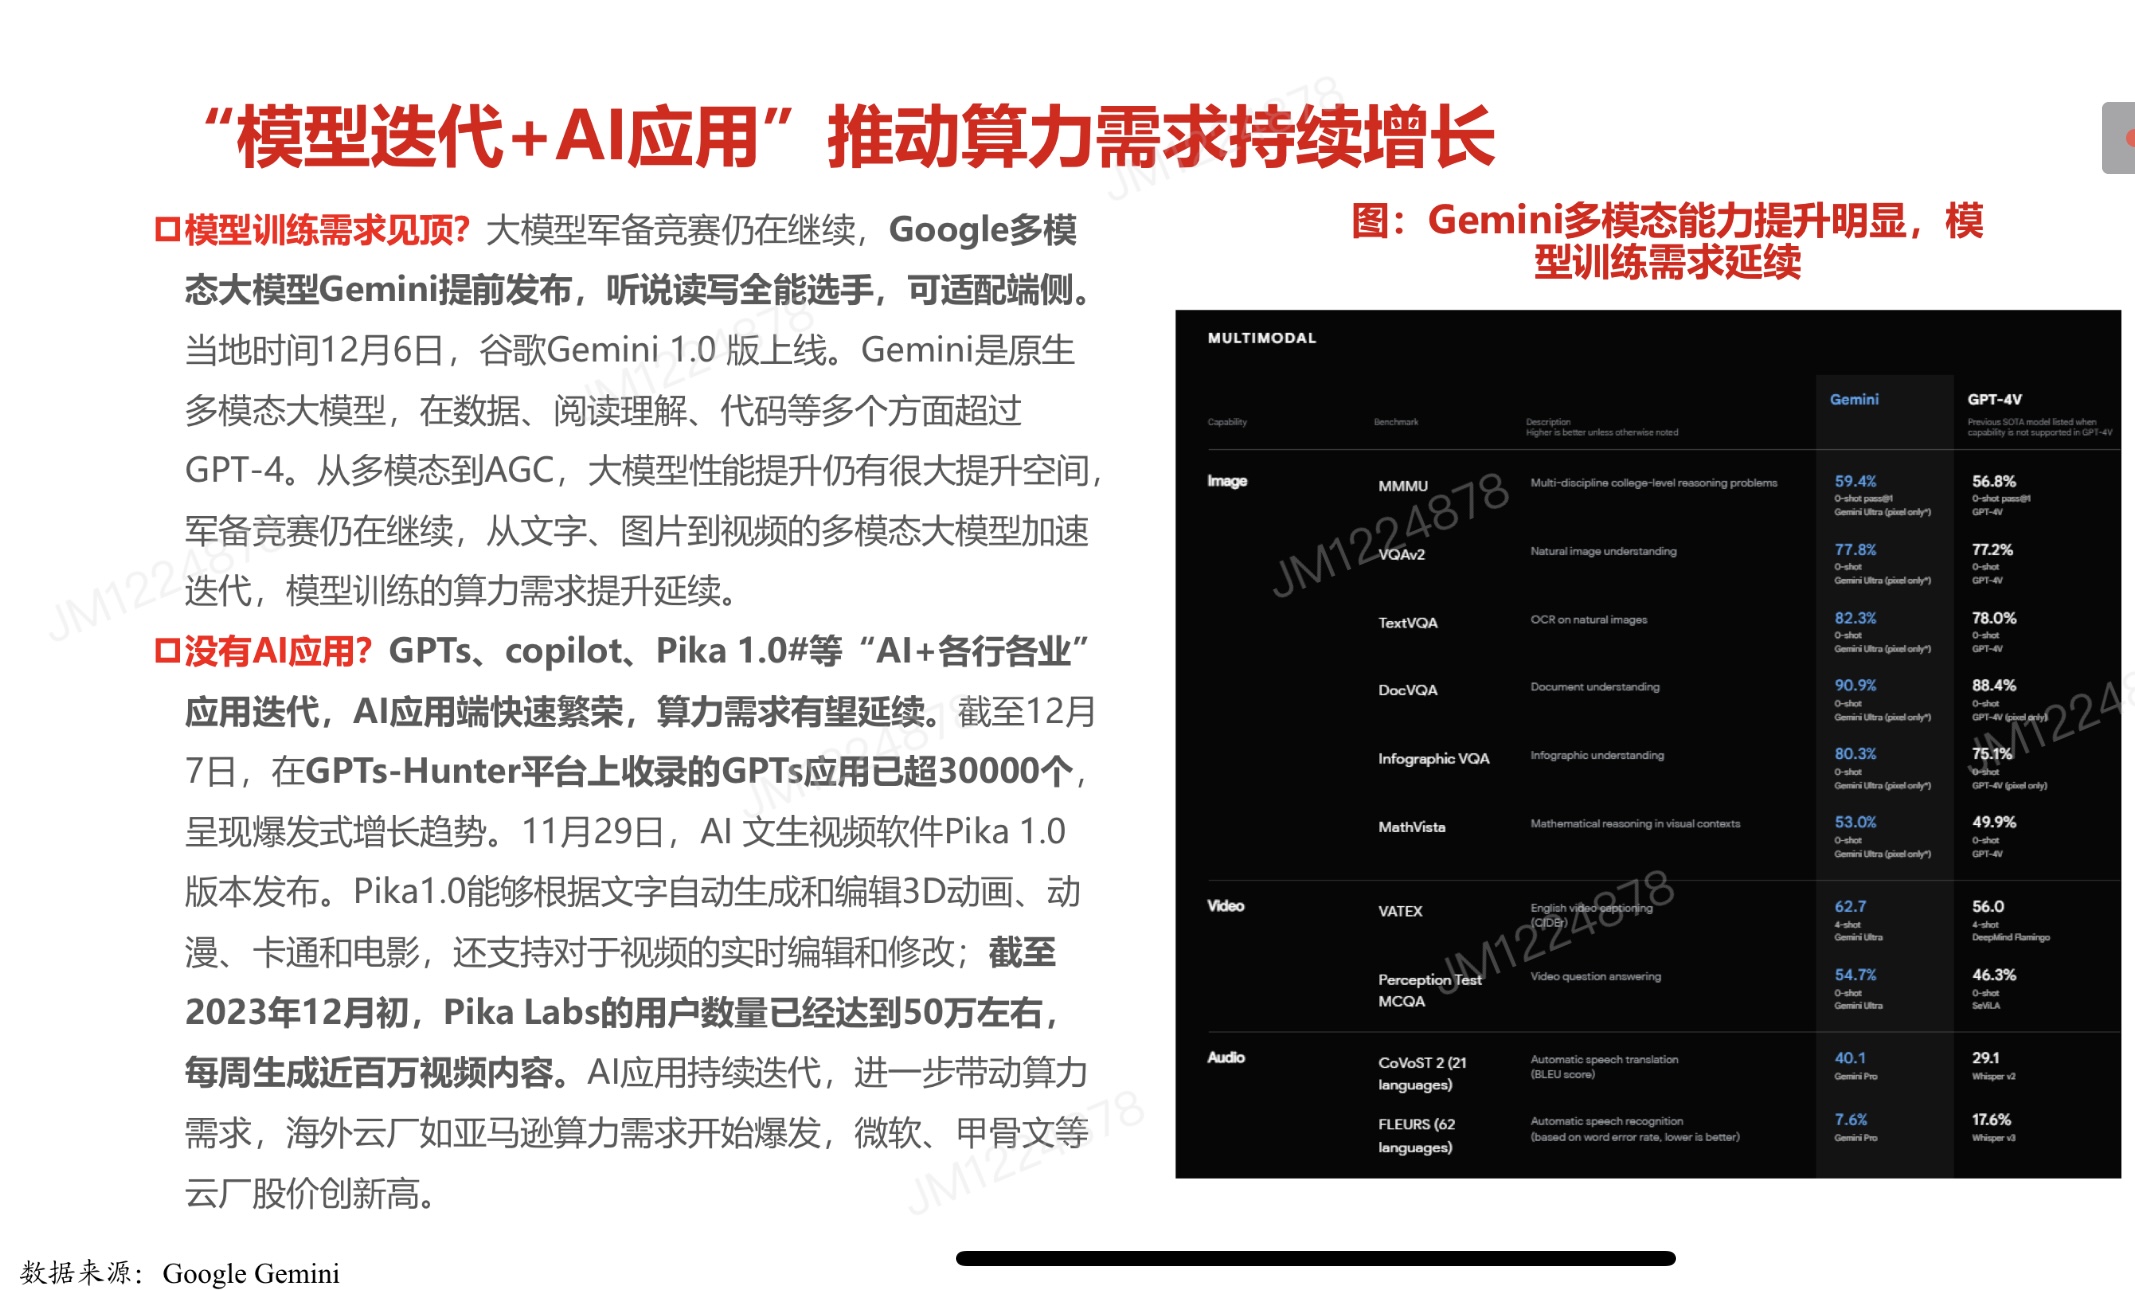 “模型迭代+AI应用”推动算力需求持续增长
模型训练需求见顶？大模型军备竞赛仍在继续，Google多模
态大模型Gemini提前发布，听说读写全能选手，可适配端侧。
当地时间12月6日，谷歌Gemini 1.0 版上线。Gemini是原生
多模态大模型，在数据、阅读理解、代码等多个方面超过
GPT-4。从多模态到AGC，大模型性能提升仍有很大提升空间，
军备竞赛仍在继续，从文字、图片到视频的多模态大模型加速
迭代，模型训练的算力需求提升延续。
没有AI应用？GPTs、copilot、Pika 1.0#等“AI+各行各业”
应用迭代，AI应用端快速繁荣，算力需求有望延续。截至12月
7日，在GPTs-Hunter平台上收录的GPTs应用已超30000个，
呈现爆发式增长趋势。11月29日，AI 文生视频软件Pika 1.0
版本发布。Pika1.0能够根据文字自动生成和编辑3D动画、动
漫、卡通和电影，还支持对于视频的实时编辑和修改；截至
2023年12月初，Pika Labs的用户数量已经达到50万左右，
每周生成近百万视频内容。AI应用持续迭代，进一步带动算力
需求，海外云厂如亚马逊算力需求开始爆发，微软、甲骨文等
云厂股价创新高。
图：Gemini多模态能力提升明显，模
型训练需求延续
MULTIMODAL
Gemini GPT-4V
Capability Benchmark Description Previous SOTA model listed when
Higher is better unless otherwise noted capability is not supported in GPT-4V
Image MMMU Multi-discipline college-level reasoning problems 59.4% 56.8%
0-shot pass@1 0-shot pass@1
Gemini Ultra (pixel only*) GPT-4V
VQAv2 Natural image understanding 77.8% 77.2%
0-shot 0-shot
Gemini Ultra (pixel only*) GPT-4V
TextVQA OCR on natural images 82.3% 78.0%
0-shot 0-shot
Gemini Ultra (pixel only*) GPT-4V
DocVQA Document understanding 90.9% 88.4%
0-shot 0-shot
Gemini Ultra (pixel only*) GPT-4V (pixel only)
Infographic VQA Infographic understanding 80.3% 75.1%
0-shot 0-shot
Gemini Ultra (pixel only*) GPT-4V (pixel only)
MathVista Mathematical reasoning in visual contexts 53.0% 49.9%
0-shot 0-shot
Gemini Ultra (pixel only*) GPT-4V
Video VATEX English video captioning 62.7 56.0
(CIDEr) 4-shot 4-shot
Gemini Ultra DeepMind Flamingo
Perception Test Video question answering 54.7% 46.3%
MCQA 0-shot 0-shot
Gemini Ultra SeViLA
Audio CoVoST 2 (21 Automatic speech translation 40.1 29.1
languages) (BLEU score) Gemini Pro Whisper v2
FLEURS (62 Automatic speech recognition 7.6% 17.6%
languages) (based on word error rate, lower is better) Gemini Pro Whisper v3
数据来源：Google Gemini
JM1224878
JM1224878
JM1224878
JM1224878
JM1224878
JM1224878
JM1224878
JM12248